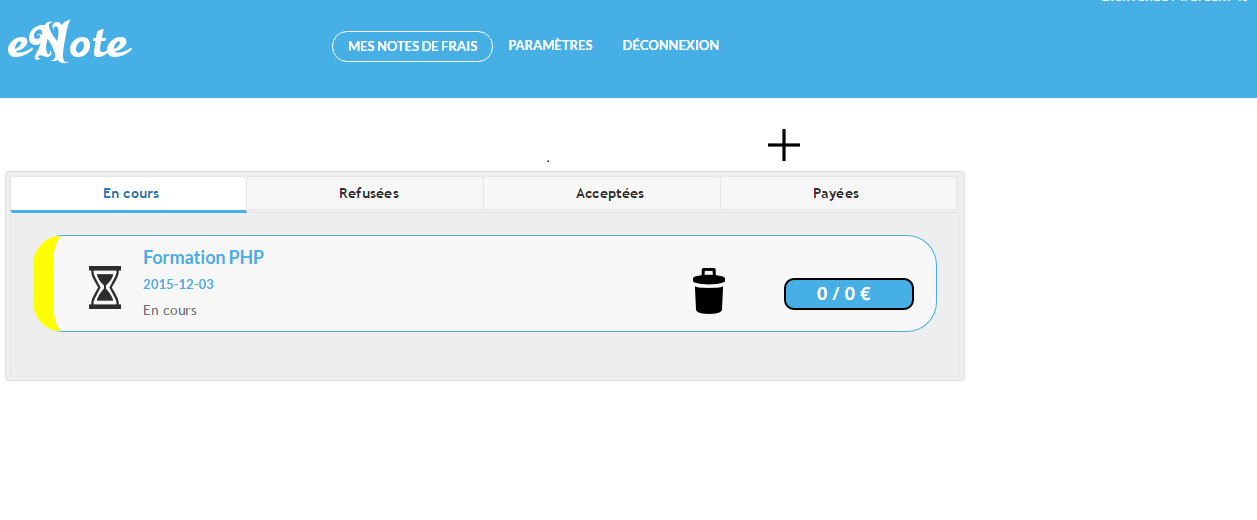 eNote
MES NOTES DE FRAIS PARAMÈTRES DÉCONNEXION
En cours Refusées Acceptées Payées
Formation PHP
2015-12-03
En cours
0 / 0 €